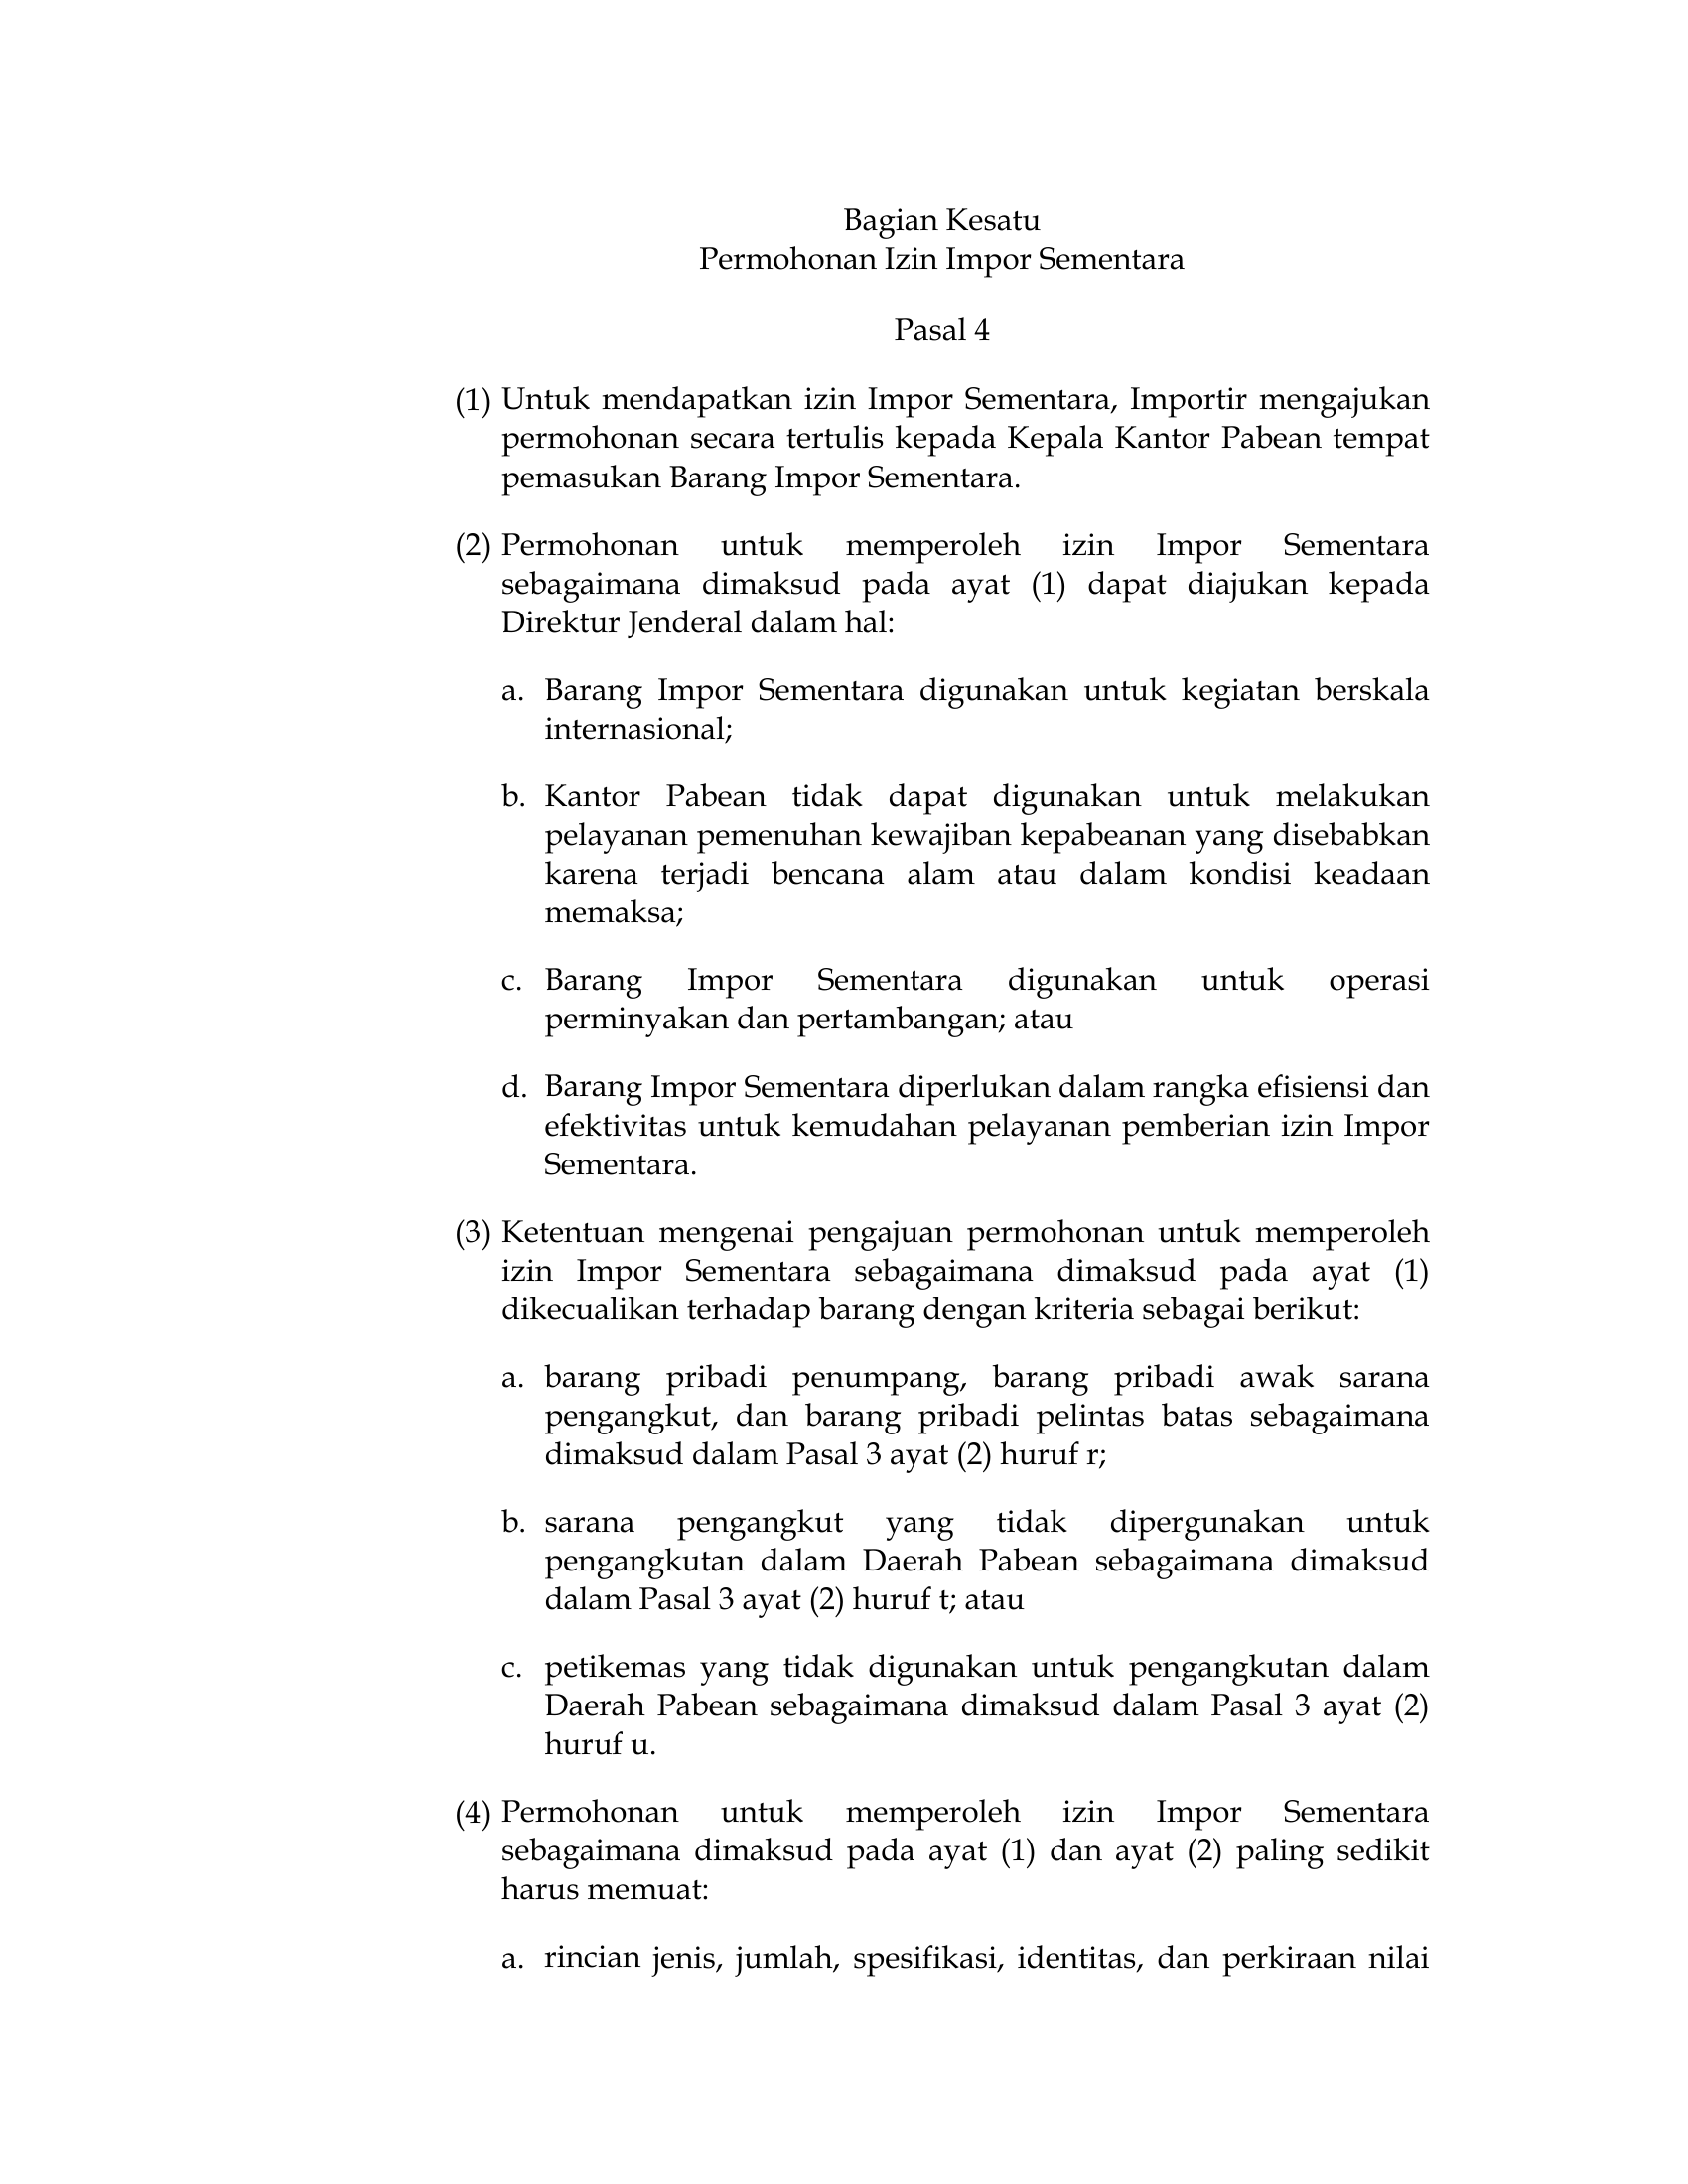 Bagian Kesatu
Permohonan Izin Impor Sementara
Pasal 4
(1) Untuk mendapatkan izin Impor Sementara, Importir mengajukan
permohonan secara tertulis kepada Kepala Kantor Pabean tempat
pemasukan Barang Impor Sementara.
(2) Permohonan untuk memperoleh izin Impor Sementara
sebagaimana dimaksud pada ayat (1) dapat diajukan kepada
Direktur Jenderal dalam hal:
a. Barang Impor Sementara digunakan untuk kegiatan berskala
internasional;
b. Kantor Pabean tidak dapat digunakan untuk melakukan
pelayanan pemenuhan kewajiban kepabeanan yang disebabkan
karena terjadi bencana alam atau dalam kondisi keadaan
memaksa;
c. Barang Impor Sementara digunakan untuk operasi
perminyakan dan pertambangan; atau
d. Barang Impor Sementara diperlukan dalam rangka efisiensi dan
efektivitas untuk kemudahan pelayanan pemberian izin Impor
Sementara.
(3) Ketentuan mengenai pengajuan permohonan untuk memperoleh
izin Impor Sementara sebagaimana dimaksud pada ayat (1)
dikecualikan terhadap barang dengan kriteria sebagai berikut:
a. barang pribadi penumpang, barang pribadi awak sarana
pengangkut, dan barang pribadi pelintas batas sebagaimana
dimaksud dalam Pasal 3 ayat (2) huruf r;
b. sarana pengangkut yang tidak dipergunakan untuk
pengangkutan dalam Daerah Pabean sebagaimana dimaksud
dalam Pasal 3 ayat (2) huruf t; atau
c. petikemas yang tidak digunakan untuk pengangkutan dalam
Daerah Pabean sebagaimana dimaksud dalam Pasal 3 ayat (2)
huruf u.
(4) Permohonan untuk memperoleh izin Impor Sementara
sebagaimana dimaksud pada ayat (1) dan ayat (2) paling sedikit
harus memuat:
a. rincian jenis, jumlah, spesifikasi, identitas, dan perkiraan nilai